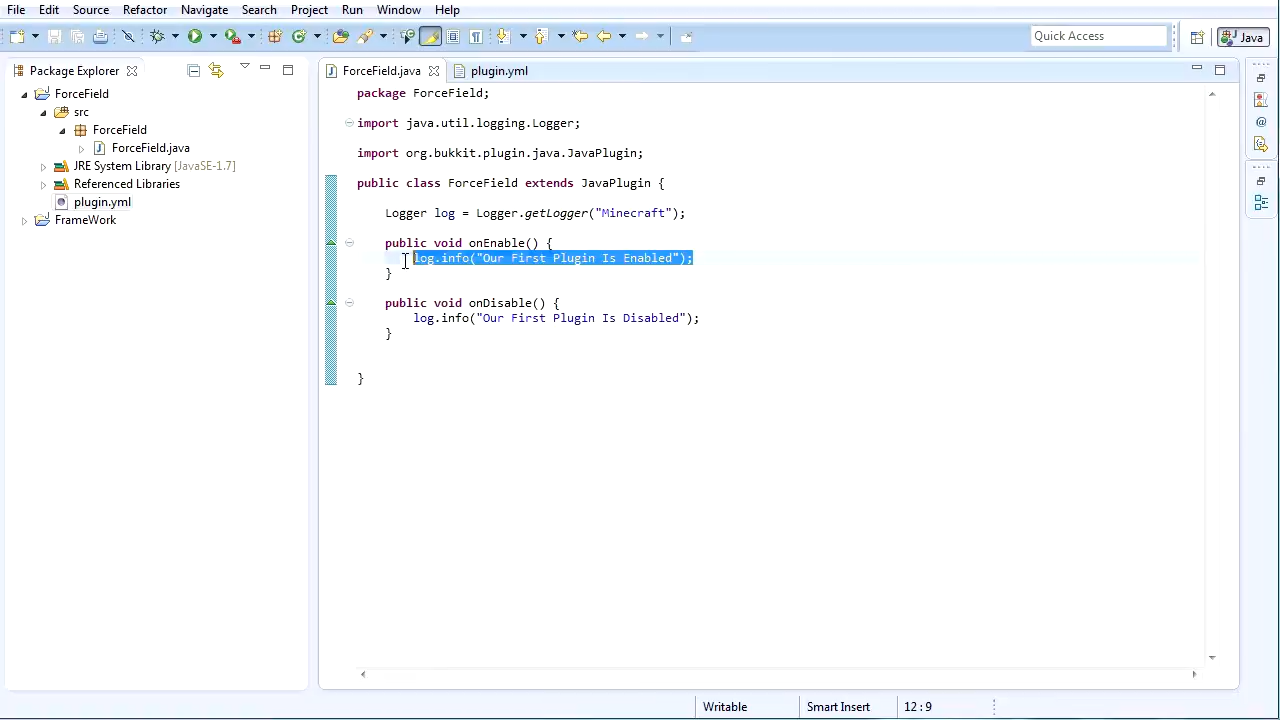 File Edit Source Refactor Navigate Search Project Run Window Help
Quick Access
Java
Package Explorer
ForceField
src
ForceField
ForceField.java
JRE System Library [JavaSE-1.7]
Referenced Libraries
plugin.yml
FrameWork
ForceField.java
plugin.yml
package ForceField;
import java.util.logging.Logger;
import org.bukkit.plugin.java.JavaPlugin;
public class ForceField extends JavaPlugin {
Logger log = Logger.getLogger("Minecraft");
public void onEnable() {
log.info("Our First Plugin Is Enabled");
}
public void onDisable() {
log.info("Our First Plugin Is Disabled");
}
}
Writable
Smart Insert
12 : 9